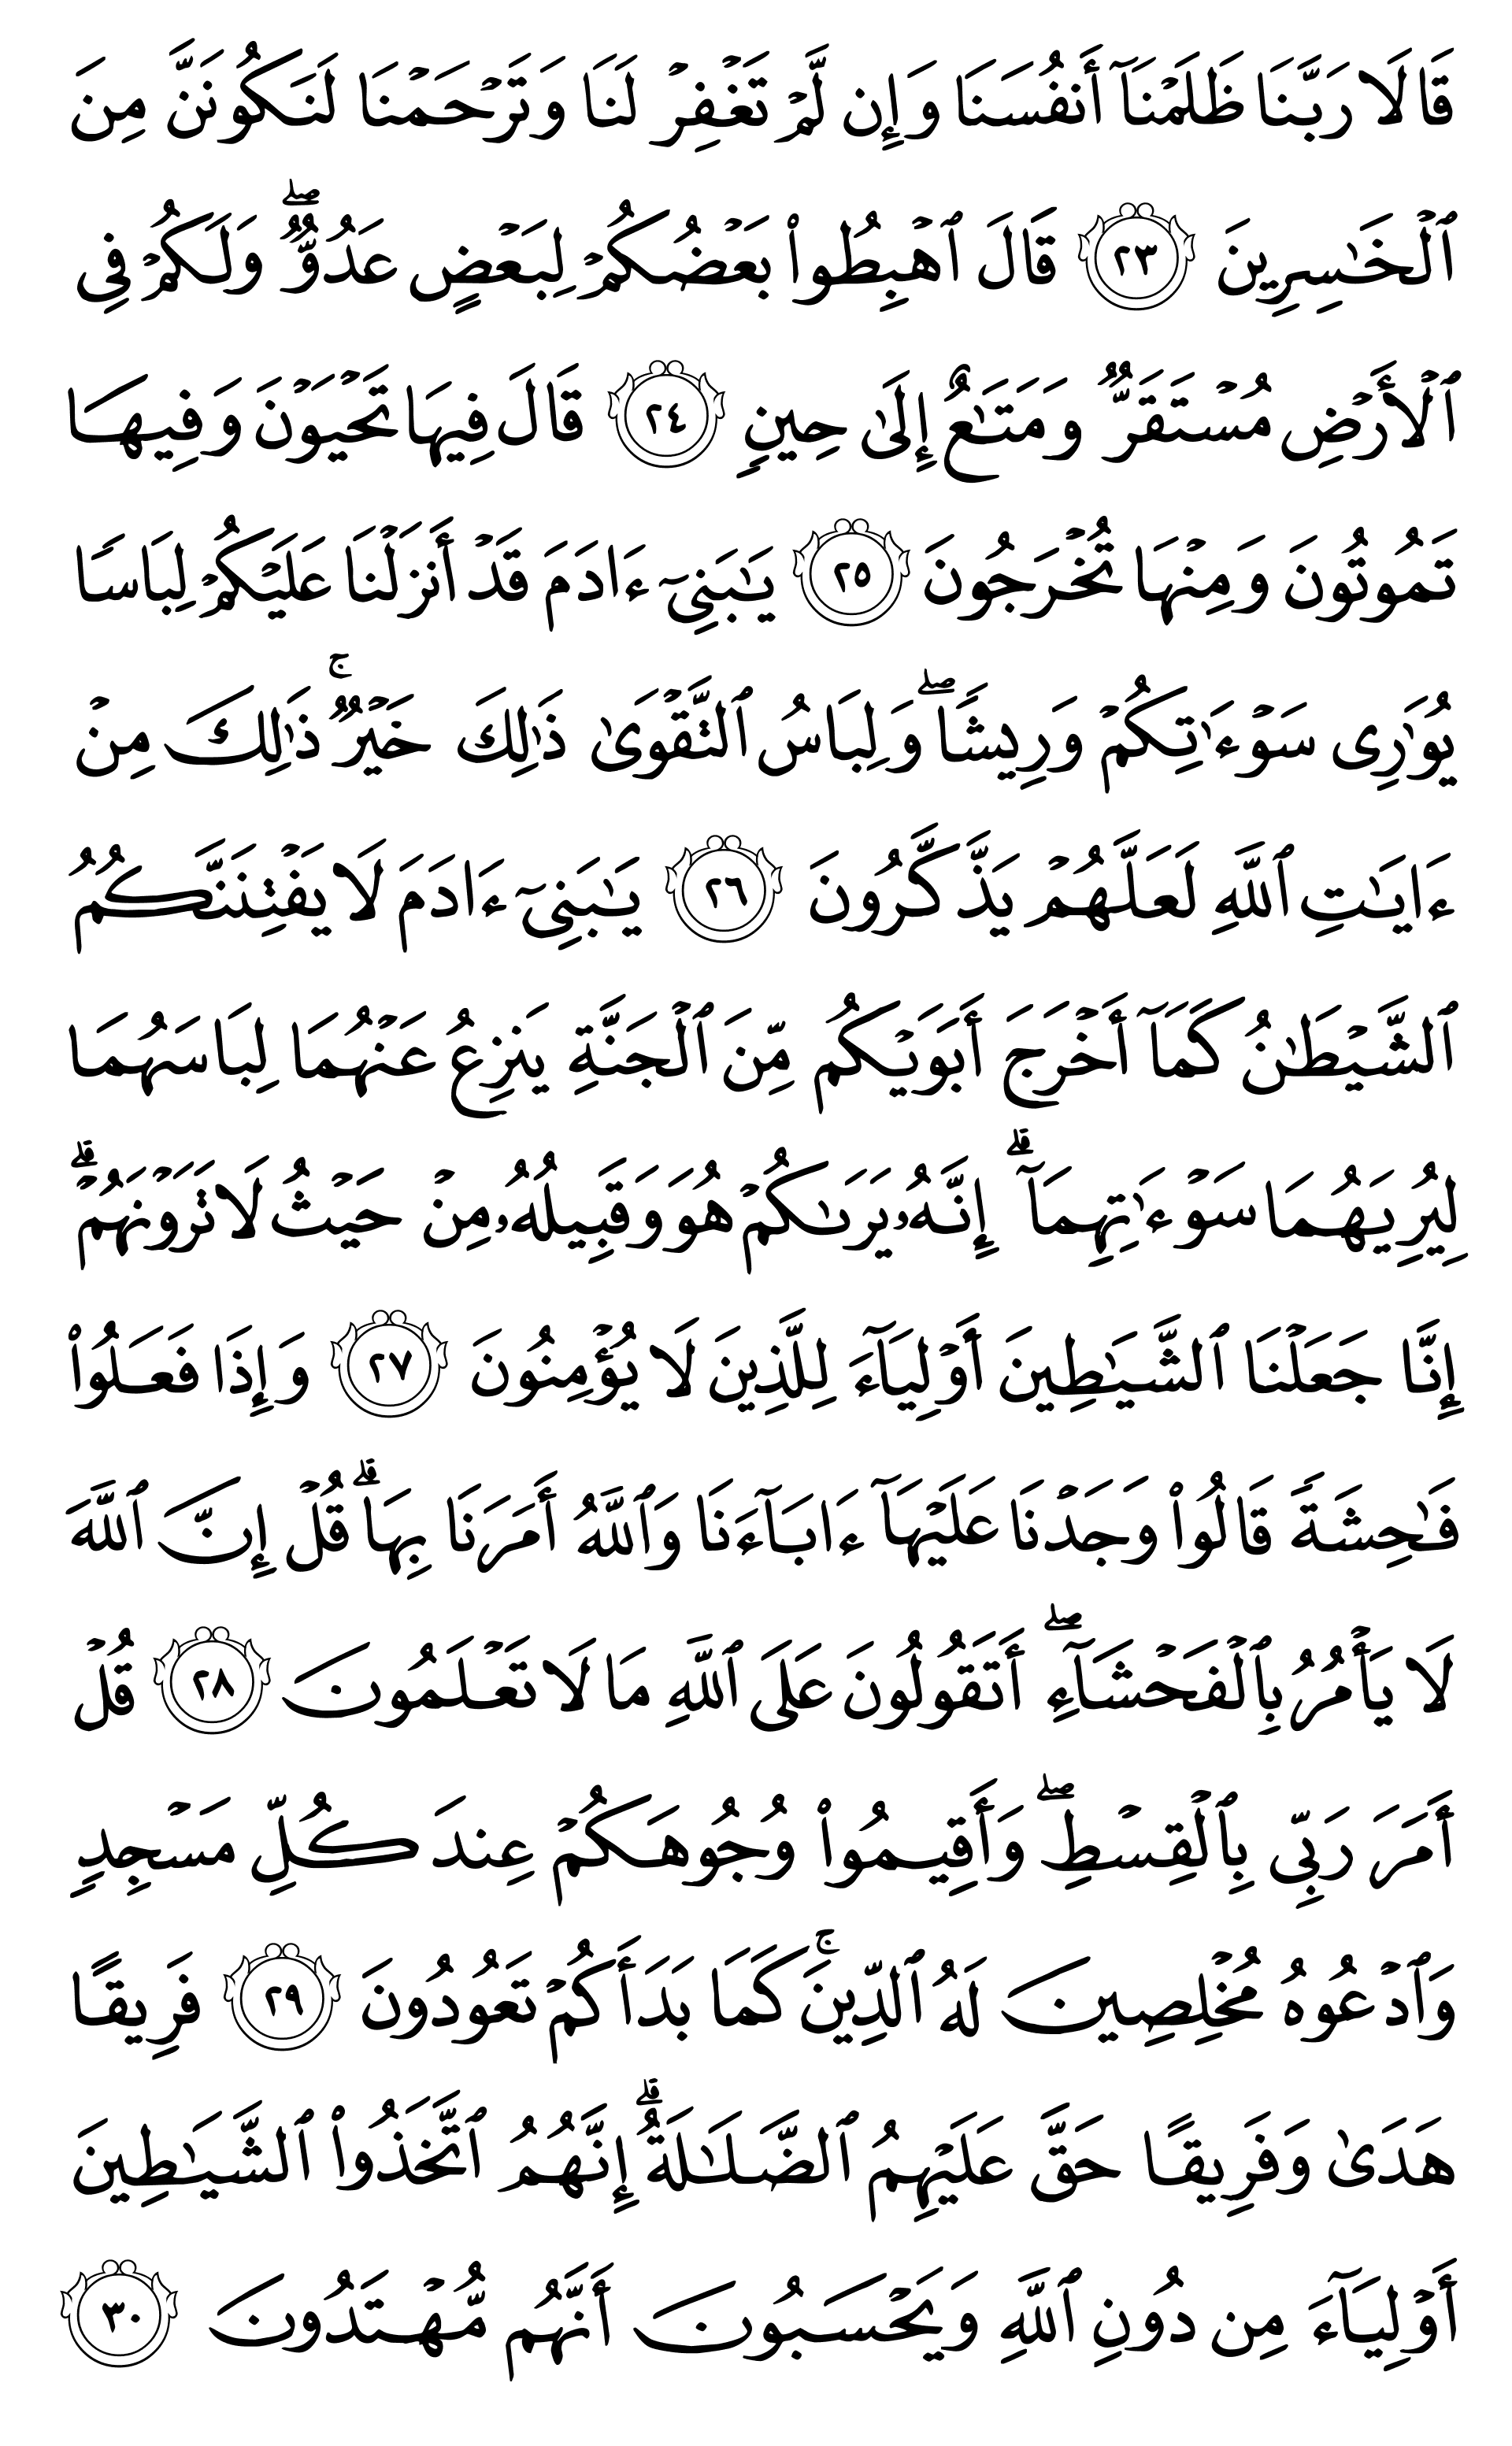 قَالَا رَبَّنَا ظَلَمۡنَآ أَنفُسَنَا وَإِن لَّمۡ تَغۡفِرۡ لَنَا وَتَرۡحَمۡنَا لَنَكُونَنَّ مِنَ
ٱلۡخَٰسِرِينَ ٢٣ قَالَ ٱهۡبِطُواْ بَعۡضُكُمۡ لِبَعۡضٍ عَدُوّٞۖ وَلَكُمۡ فِي
ٱلۡأَرۡضِ مُسۡتَقَرّٞ وَمَتَٰعٌ إِلَىٰ حِينٖ ٢٤ قَالَ فِيهَا تَحۡيَوۡنَ وَفِيهَا
تَمُوتُونَ وَمِنۡهَا تُخۡرَجُونَ ٢٥ يَٰبَنِيٓ ءَادَمَ قَدۡ أَنزَلۡنَا عَلَيۡكُمۡ لِبَاسٗا
يُوَٰرِي سَوۡءَٰتِكُمۡ وَرِيشٗاۖ وَلِبَاسُ ٱلتَّقۡوَىٰ ذَٰلِكَ خَيۡرٞۚ ذَٰلِكَ مِنۡ
ءَايَٰتِ ٱللَّهِ لَعَلَّهُمۡ يَذَّكَّرُونَ ٢٦ يَٰبَنِيٓ ءَادَمَ لَا يَفۡتِنَنَّكُمُ
ٱلشَّيۡطَٰنُ كَمَآ أَخۡرَجَ أَبَوَيۡكُم مِّنَ ٱلۡجَنَّةِ يَنزِعُ عَنۡهُمَا لِبَاسَهُمَا
لِيُرِيَهُمَا سَوۡءَٰتِهِمَآۗ إِنَّهُۥ يَرَىٰكُمۡ هُوَ وَقَبِيلُهُۥ مِنۡ حَيۡثُ لَا تَرَوۡنَهُمۡۗ
إِنَّا جَعَلۡنَا ٱلشَّيَٰطِينَ أَوۡلِيَآءَ لِلَّذِينَ لَا يُؤۡمِنُونَ ٢٧ وَإِذَا فَعَلُواْ
فَٰحِشَةٗ قَالُواْ وَجَدۡنَا عَلَيۡهَآ ءَابَآءَنَا وَٱللَّهُ أَمَرَنَا بِهَاۗ قُلۡ إِنَّ ٱللَّهَ
لَا يَأۡمُرُ بِٱلۡفَحۡشَآءِۖ أَتَقُولُونَ عَلَى ٱللَّهِ مَا لَا تَعۡلَمُونَ ٢٨ قُلۡ
أَمَرَ رَبِّي بِٱلۡقِسۡطِۖ وَأَقِيمُواْ وُجُوهَكُمۡ عِندَ كُلِّ مَسۡجِدٖ
وَٱدۡعُوهُ مُخۡلِصِينَ لَهُ ٱلدِّينَۚ كَمَا بَدَأَكُمۡ تَعُودُونَ ٢٩ فَرِيقًا
هَدَىٰ وَفَرِيقًا حَقَّ عَلَيۡهِمُ ٱلضَّلَٰلَةُۗ إِنَّهُمُ ٱتَّخَذُواْ ٱلشَّيَٰطِينَ
أَوۡلِيَآءَ مِن دُونِ ٱللَّهِ وَيَحۡسَبُونَ أَنَّهُم مُّهۡتَدُونَ ٣٠